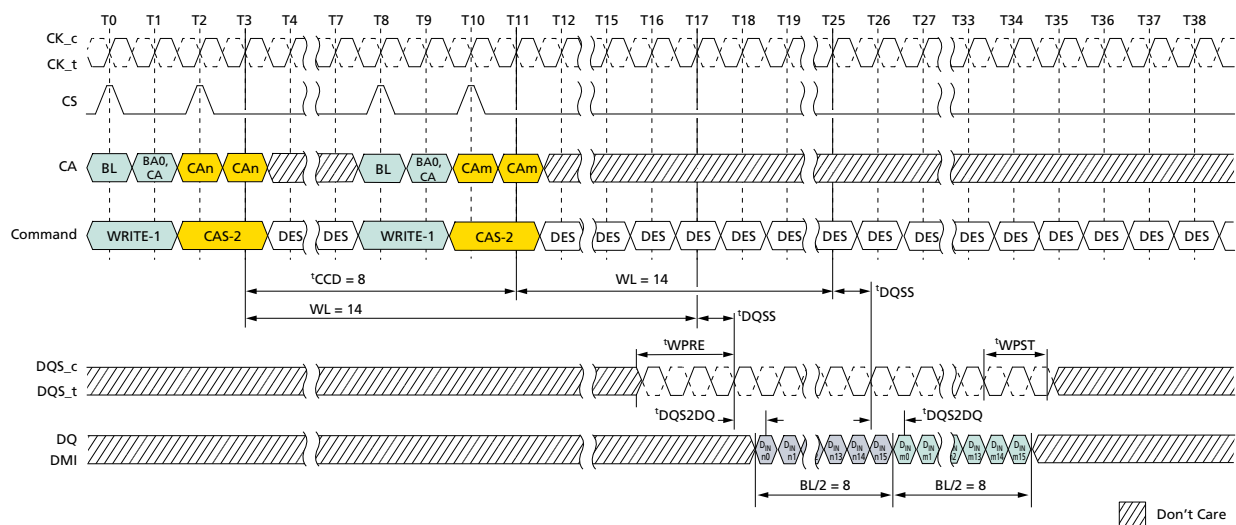 T0 T1 T2 T3 T4 T7 T8 T9 T10 T11 T12 T15 T16 T17 T18 T19 T25 T26 T27 T33 T34 T35 T36 T37 T38
CK_c
CK_t
CS
CA BL BA0, CA CAn CAn BL BA0, CA CAm CAm
Command WRITE-1 CAS-2 DES DES WRITE-1 CAS-2 DES DES DES DES DES DES DES DES DES DES DES DES DES DES DES
tCCD = 8 WL = 14 tDQSS
WL = 14 tDQSS
tWPRE tWPST
DQS_c
DQS_t
tDQS2DQ tDQS2DQ
DQ
DMI
DIN n0 DIN n1 DIN n13 DIN n14 DIN n15 DIN m0 DIN m1 DIN m13 DIN m14 DIN m15
BL/2 = 8 BL/2 = 8
Don't Care